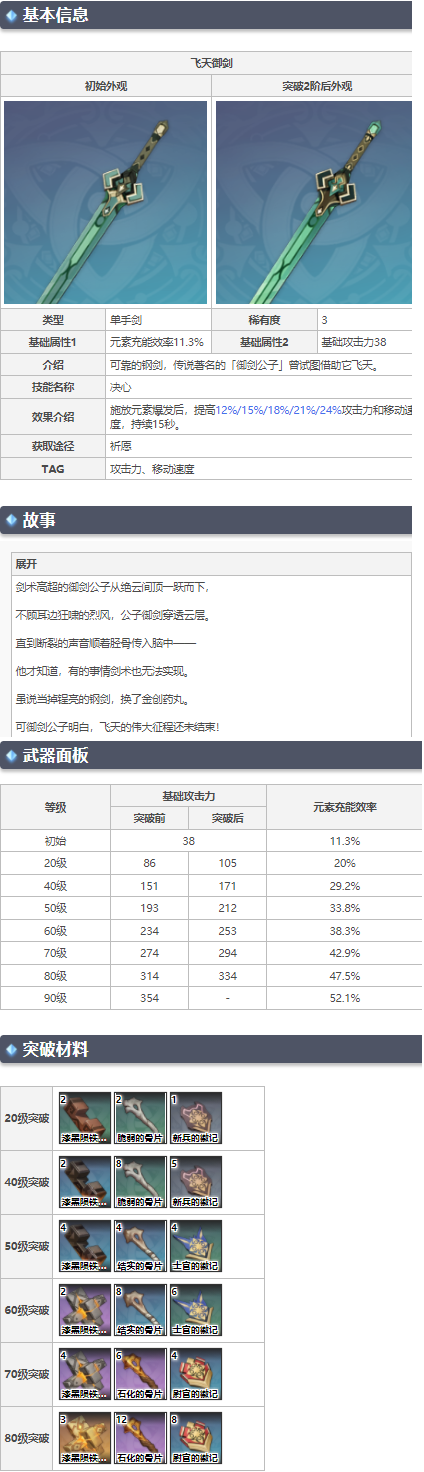 基本信息
飞天御剑
初始外观 突破2阶后外观
类型 单手剑 稀有度 3
基础属性1 元素充能效率11.3% 基础属性2 基础攻击力38
介绍 可靠的钢剑，传说著名的「御剑公子」曾试图借助它飞天。
技能名称 决心
效果介绍 施放元素爆发后，提高12%/15%/18%/21%/24%攻击力和移动速
度，持续15秒。
获取途径 祈愿
TAG 攻击力、移动速度
故事
展开
剑术高超的御剑公子从绝云间顶一跃而下，
不顾耳边狂啸的烈风，公子御剑穿透云层。
直到断裂的声音顺着胫骨传入脑中——
他才知道，有的事情剑术也无法实现。
虽说当掉锃亮的钢剑，换了金创药丸。
可御剑公子明白，飞天的伟大征程还未结束！
武器面板
等级 基础攻击力 元素充能效率
突破前 突破后
初始 38 11.3%
20级 86 105 20%
40级 151 171 29.2%
50级 193 212 33.8%
60级 234 253 38.3%
70级 274 294 42.9%
80级 314 334 47.5%
90级 354 - 52.1%
突破材料
2 2 1
20级突破
漆黑陨铁... 脆弱的骨片 新兵的徽记
2 8 5
40级突破
漆黑陨铁... 脆弱的骨片 新兵的徽记
4 4 4
50级突破
漆黑陨铁... 结实的骨片 士官的徽记
2 8 6
60级突破
漆黑陨铁... 结实的骨片 士官的徽记
4 6 4
70级突破
漆黑陨铁... 石化的骨片 尉官的徽记
3 12 8
80级突破
漆黑陨铁... 石化的骨片 尉官的徽记